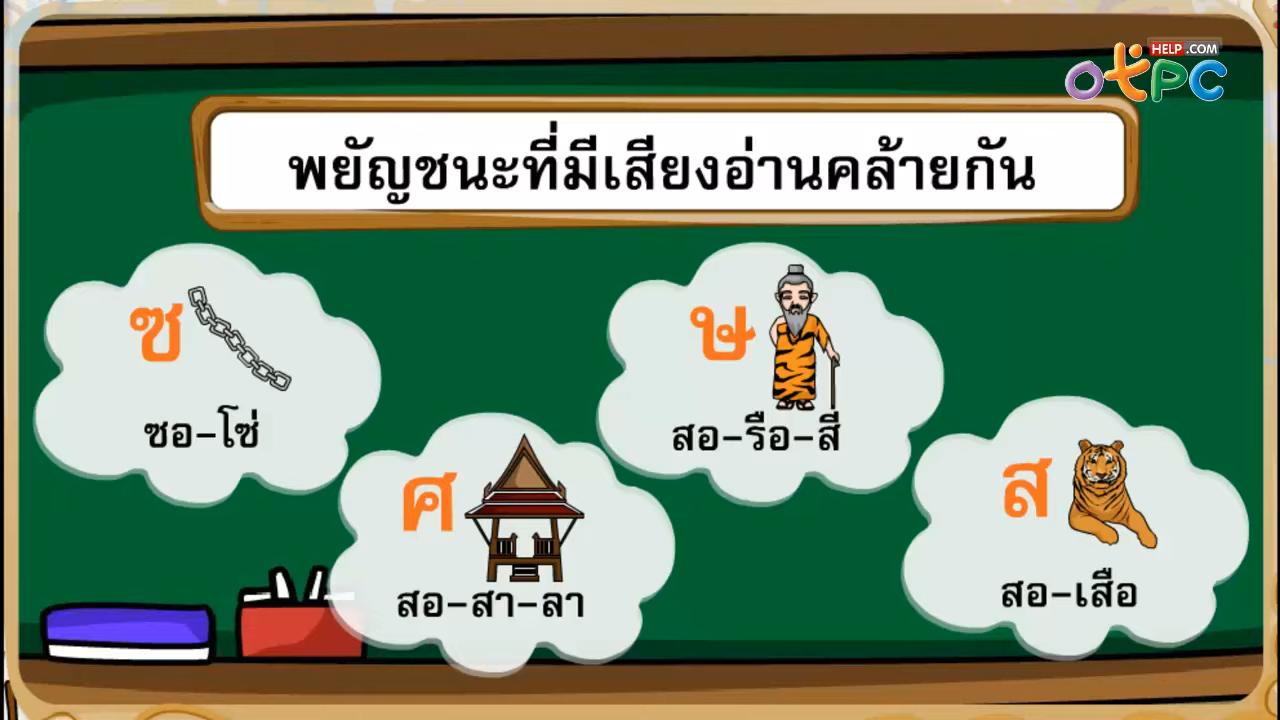 HELP.COM
OTPC
พยัญชนะที่มีเสียงอ่านคล้ายกัน
ซ
ซอ-โซ่
ศ
สอ-สา-ลา
ษ
สอ-รือ-สี
ส
สอ-เสือ